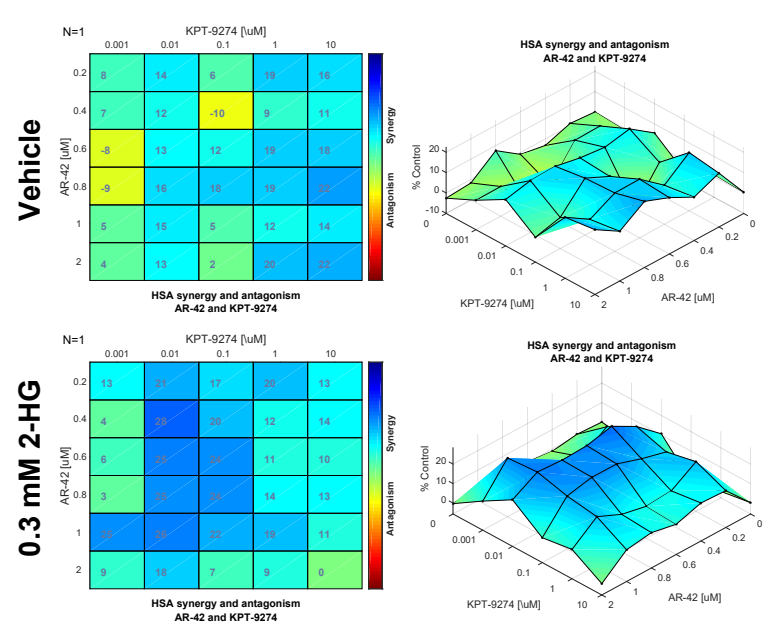 Vehicle
N=1
KPT-9274 [\uM]
0.001 0.01 0.1 1 10
AR-42 [uM]
0.2 8 14 6 19 16
0.4 7 12 -10 9 11
0.6 -8 13 12 19 18
0.8 -9 16 18 19
1 5 15 5 12 14
2 4 13 2 20 22
HSA synergy and antagonism
AR-42 and KPT-9274
Antagonism Synergy
HSA synergy and antagonism
AR-42 and KPT-9274
% Control
20
10
0
-10
0 0.001 0.01 0.1 1 10
KPT-9274 [\uM]
2 1 0.8 0.6 0.4 0.2 0
AR-42 [uM]
0.3 mM 2-HG
N=1
KPT-9274 [\uM]
0.001 0.01 0.1 1 10
AR-42 [uM]
0.2 13 21 17 20 13
0.4 4 28 20 12 14
0.6 6 11 10
0.8 3 14 13
1 22 19 11
2 9 18 7 9 0
HSA synergy and antagonism
AR-42 and KPT-9274
Antagonism Synergy
HSA synergy and antagonism
AR-42 and KPT-9274
% Control
20
10
0
0 0.001 0.01 0.1 1 10
KPT-9274 [\uM]
2 1 0.8 0.6 0.4 0.2 0
AR-42 [uM]